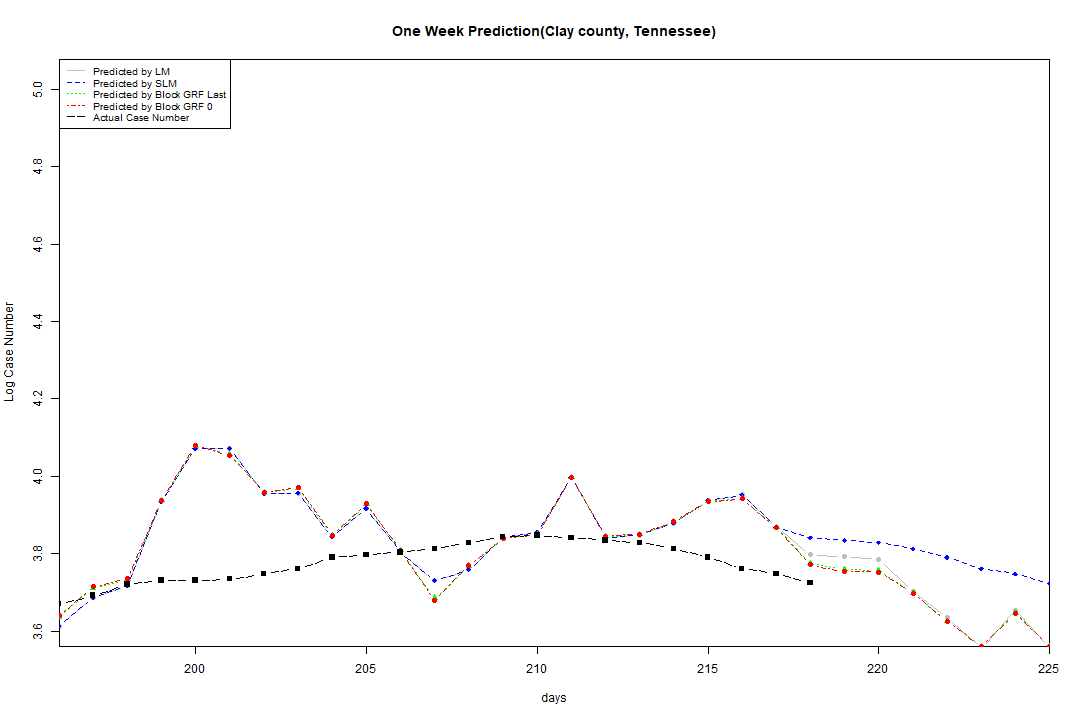 One Week Prediction(Clay county, Tennessee)
Predicted by LM
Predicted by SLM
Predicted by Block GRF Last
Predicted by Block GRF 0
Actual Case Number
5.0
4.8
4.6
4.4
4.2
4.0
3.8
3.6
Log Case Number
200
205
210
215
220
225
days